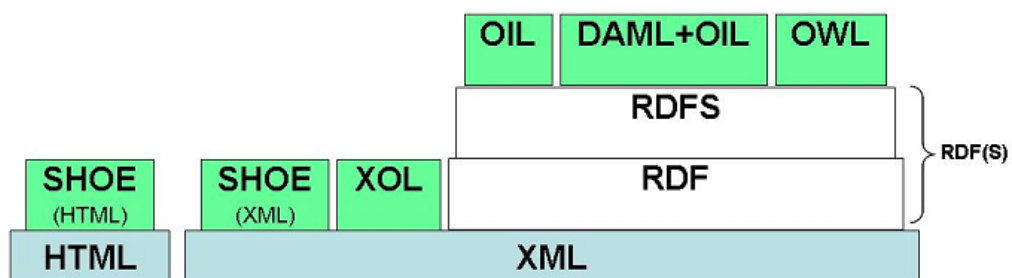 OIL DAML+OIL OWL
RDFS
RDF(S)
SHOE SHOE XOL RDF
(HTML) (XML)
HTML XML